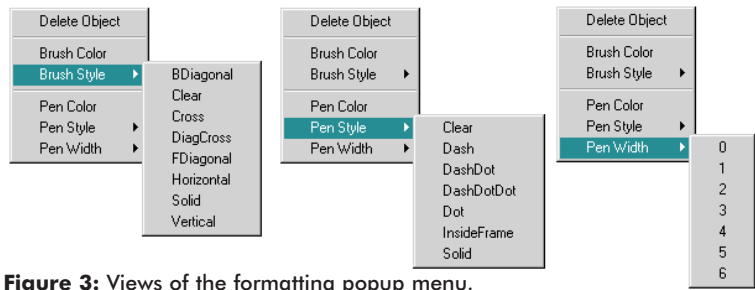 Delete Object
Brush Color
Brush Style
Pen Color
Pen Style
Pen Width
BDiagonal
Clear
Cross
DiagCross
FDiagonal
Horizontal
Solid
Vertical
Delete Object
Brush Color
Brush Style
Pen Color
Pen Style
Pen Width
Clear
Dash
DashDot
DashDotDot
Dot
InsideFrame
Solid
Delete Object
Brush Color
Brush Style
Pen Color
Pen Style
Pen Width
0
1
2
3
4
5
6
Figure 3: Views of the formatting popup menu.